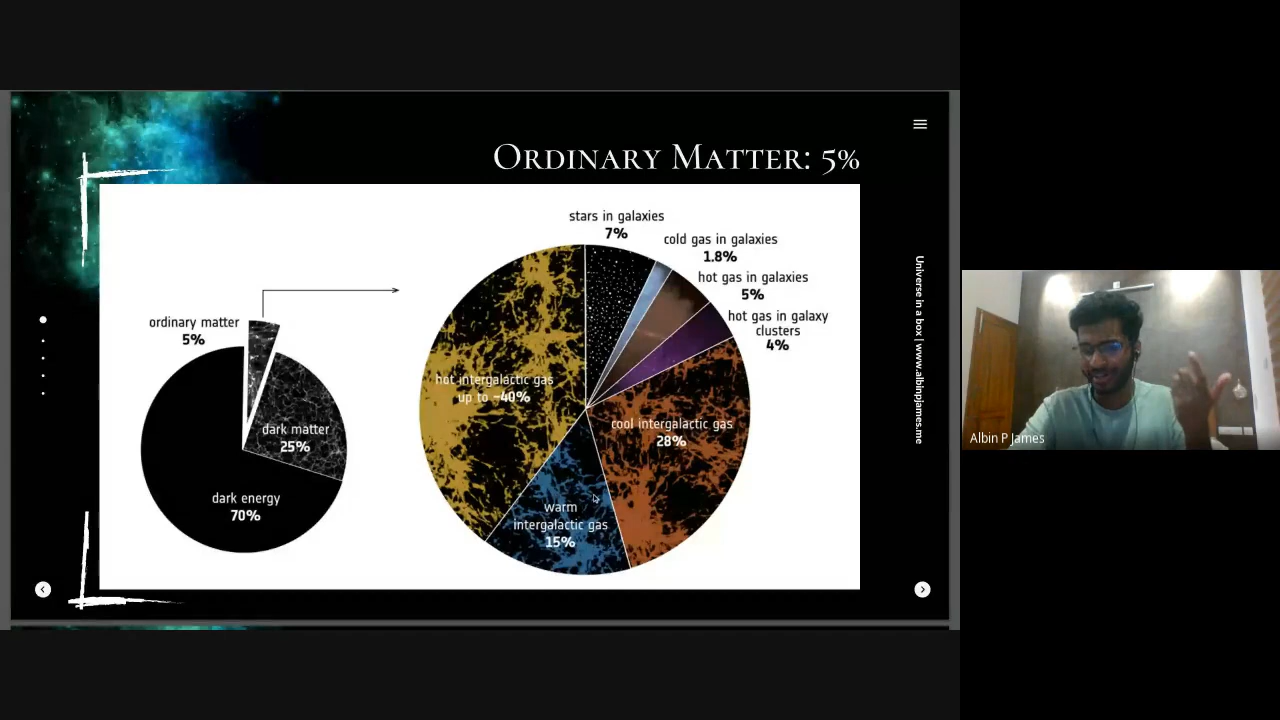 ORDINARY MATTER: 5%
stars in galaxies
7%
cold gas in galaxies
1.8%
hot gas in galaxies
5%
hot gas in galaxy
clusters
4%
ordinary matter
5%
hot intergalactic gas
up to ~40%
cool intergalactic gas
28%
dark matter
25%
dark energy
70%
warm
intergalactic gas
15%
Universe in a box | www.albinpjames.me
Albin P James